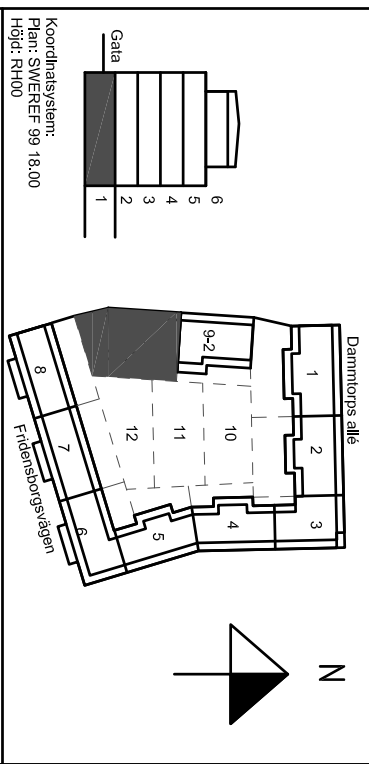 Gata
1
2
3
4
5
6
Koordinatsystem:
Plan: SWEREF 99 18.00
Höjd: RH00
Dammtorps allé
1
2
3
4
5
6
7
8
9-2
10
11
12
Fridensborgsvägen
N